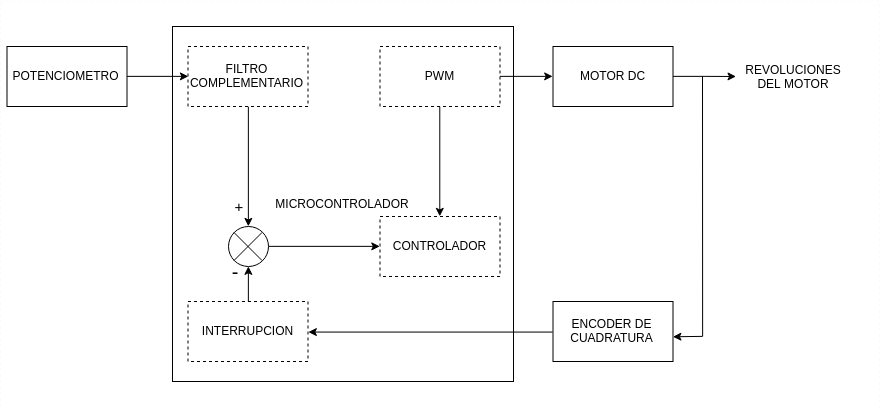 POTENCIOMETRO
FILTRO
COMPLEMENTARIO
PWM
MOTOR DC
REVOLUCIONES
DEL MOTOR
+
MICROCONTROLADOR
CONTROLADOR
-
INTERRUPCION
ENCODER DE
CUADRATURA